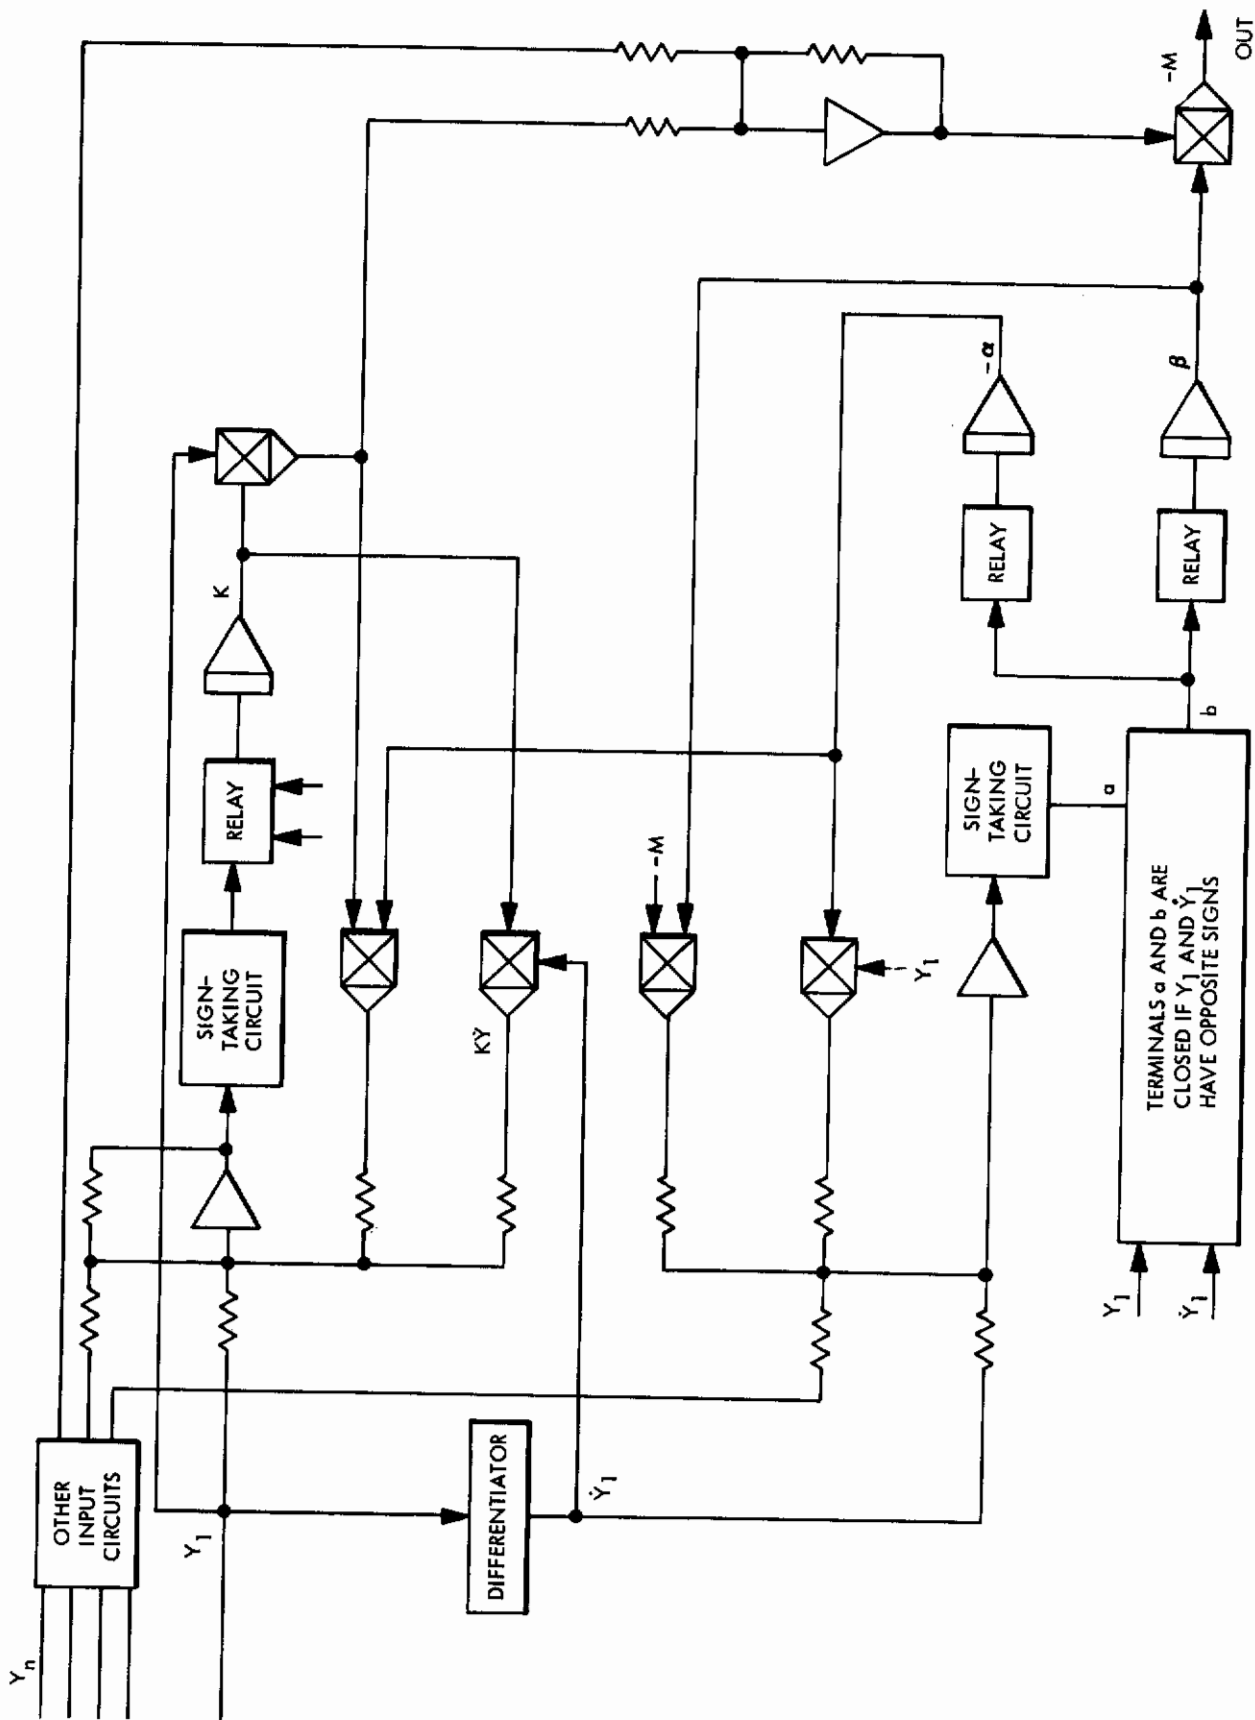 Yn
OTHER
INPUT
CIRCUITS
Y1
DIFFERENTIATOR
Ẏ1
SIGN-
TAKING
CIRCUIT
RELAY
K
KẎ
-M
Y1
SIGN-
TAKING
CIRCUIT
a
TERMINALS a AND b ARE
CLOSED IF Y1 AND Ẏ1
HAVE OPPOSITE SIGNS
Y1
Ẏ1
b
RELAY
-α
RELAY
β
-M
OUT